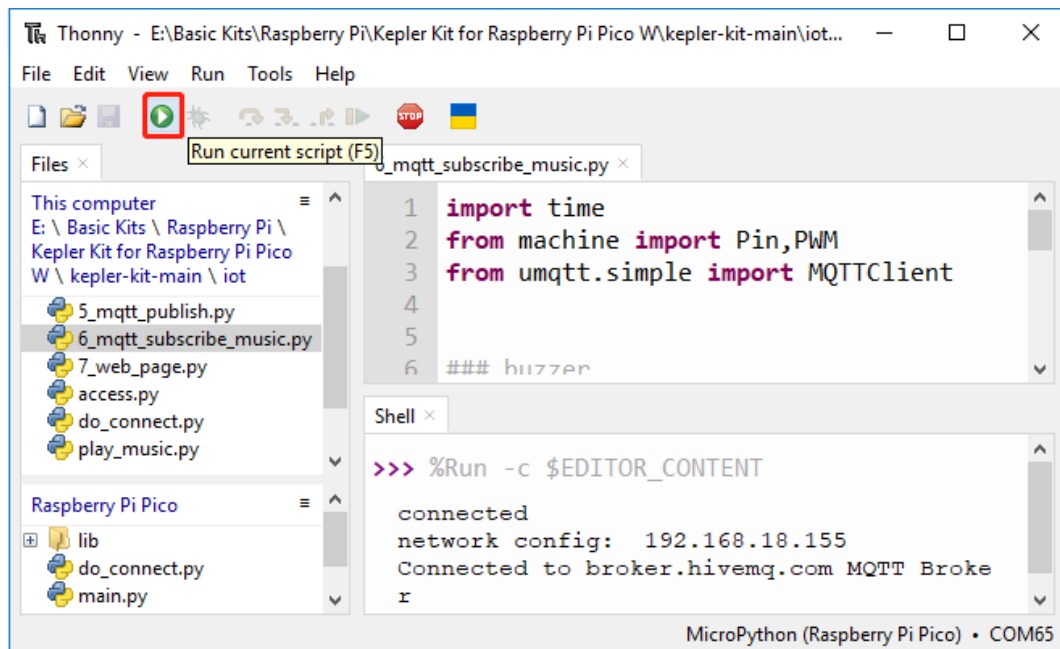 Thonny - E:\Basic Kits\Raspberry Pi\Kepler Kit for Raspberry Pi Pico W\kepler-kit-main\iot...
File Edit View Run Tools Help
STOP
Run current script (F5)
Files
This computer
E: \ Basic Kits \ Raspberry Pi \
Kepler Kit for Raspberry Pi Pico
W \ kepler-kit-main \ iot
5_mqtt_publish.py
6_mqtt_subscribe_music.py
7_web_page.py
access.py
do_connect.py
play_music.py
Raspberry Pi Pico
lib
do_connect.py
main.py
6_mqtt_subscribe_music.py
1 import time
2 from machine import Pin,PWM
3 from umqtt.simple import MQTTClient
4
5
6 ### buzzer
Shell
>>> %Run -c $EDITOR_CONTENT
connected
network config:  192.168.18.155
Connected to broker.hivemq.com MQTT Broke
r
MicroPython (Raspberry Pi Pico) • COM65